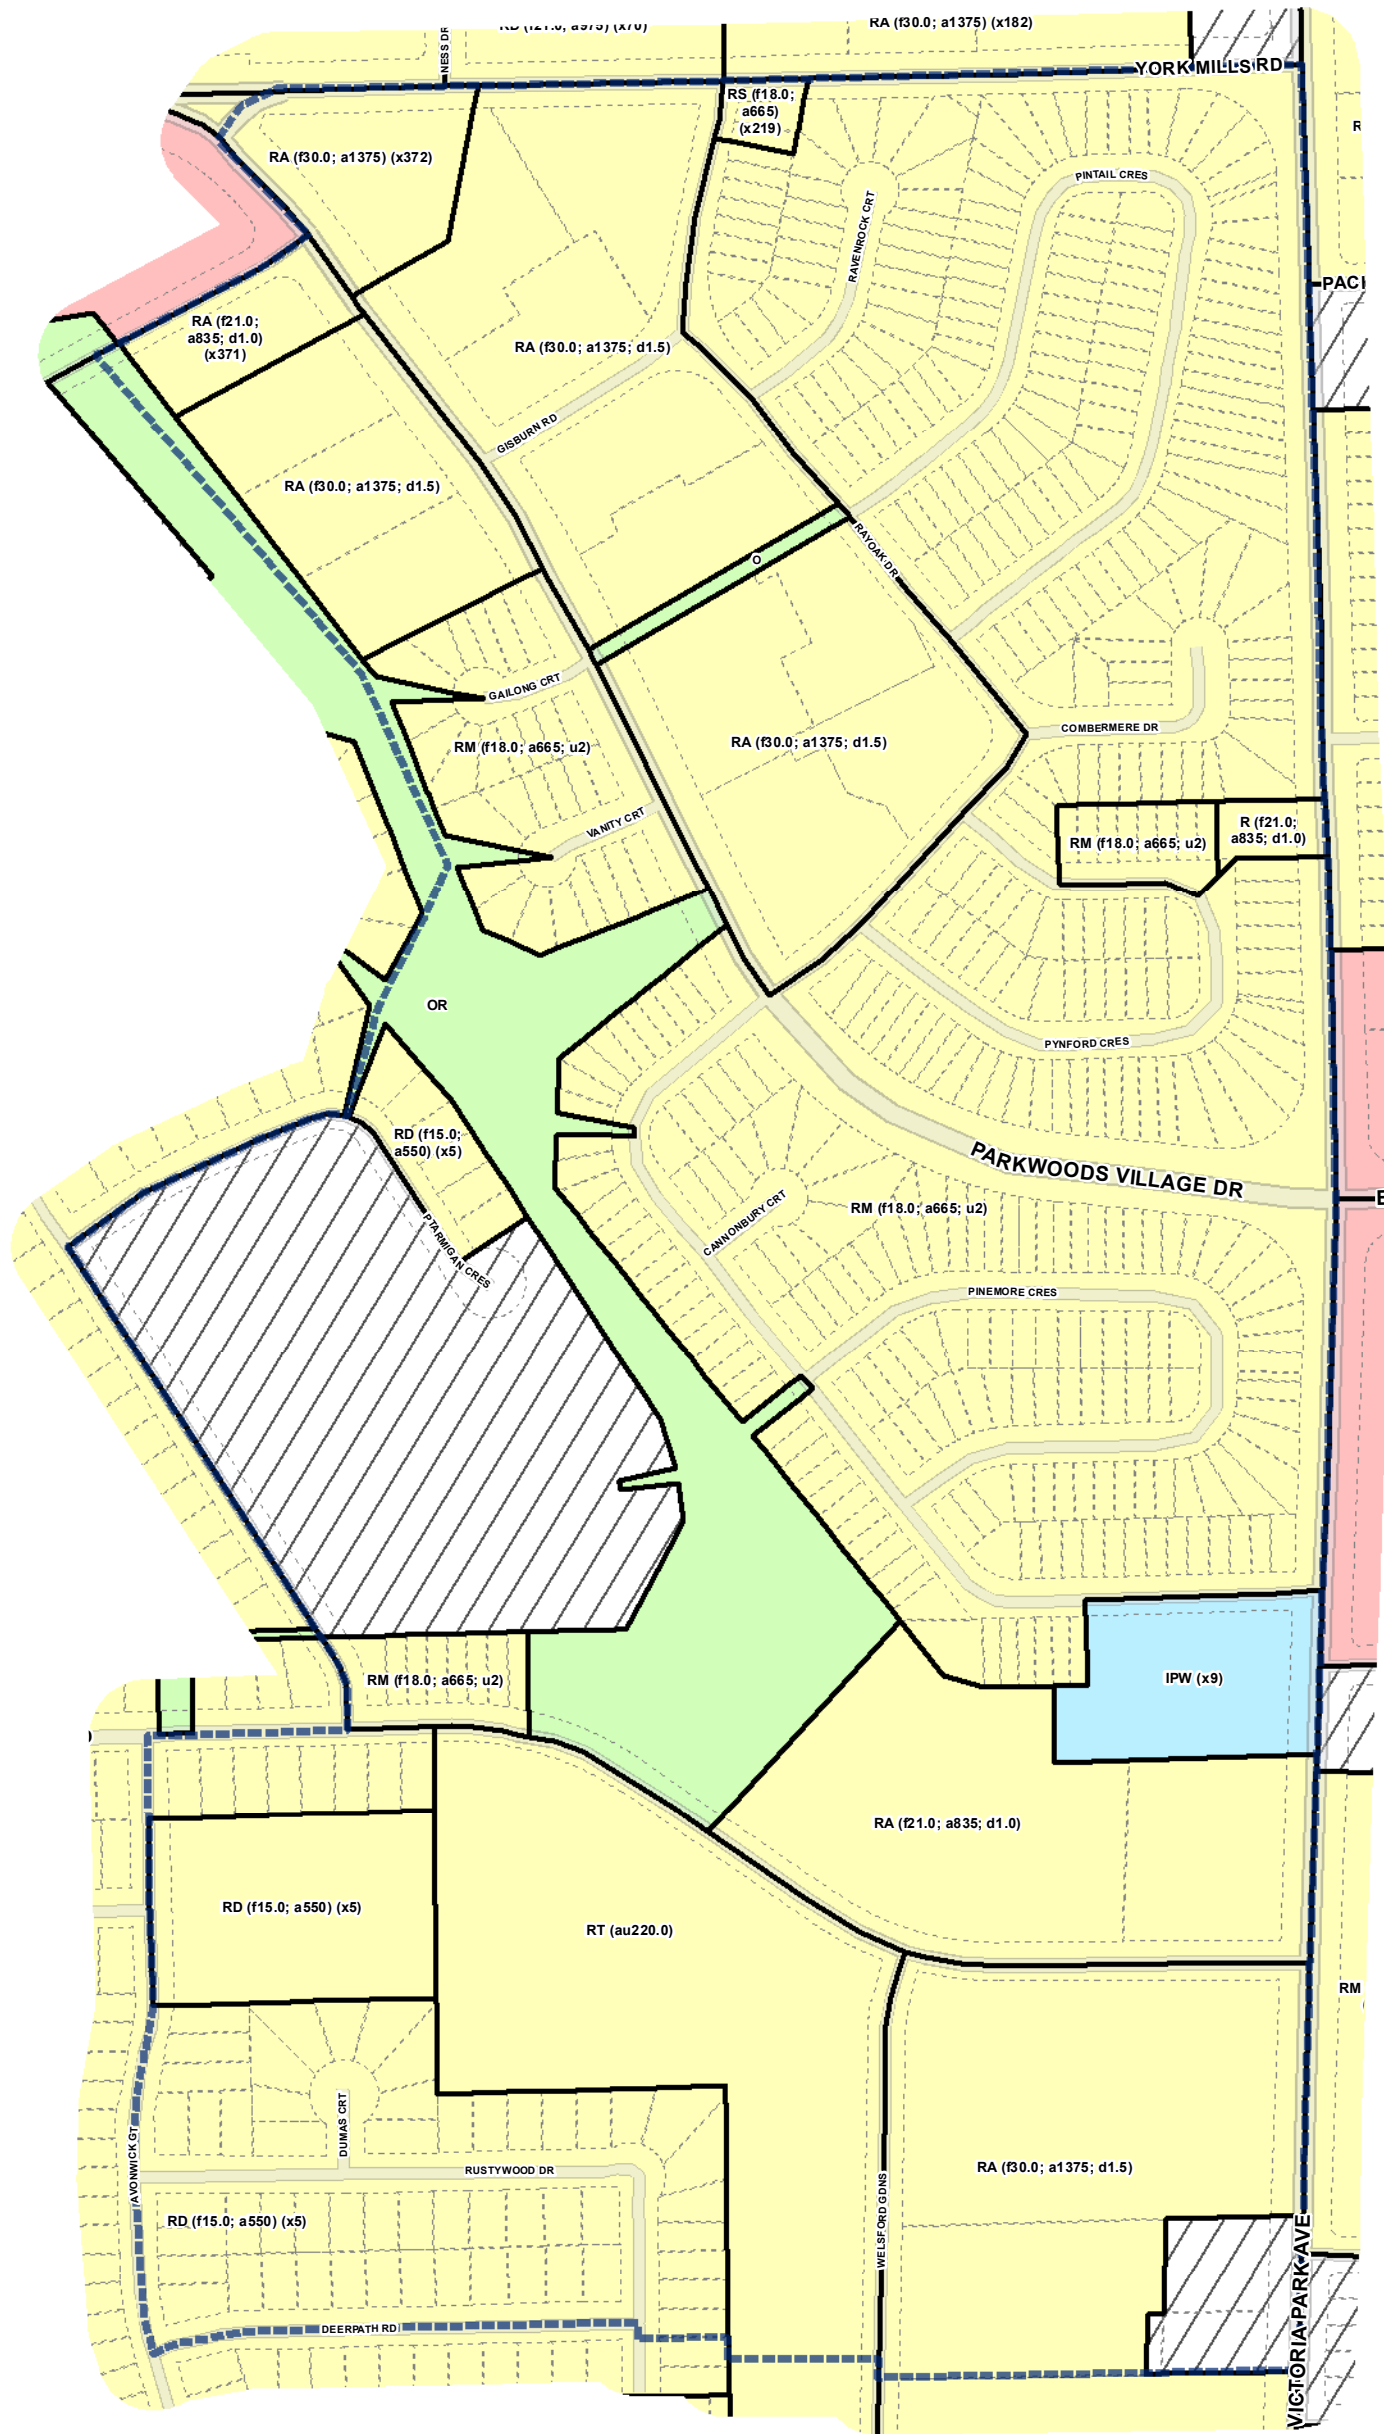 RA (f30.0; a1375) (x182)
NESS DR
YORK MILLS RD
RS (f18.0;
a665)
(x219)
RA (f30.0; a1375) (x372)
PINTAIL CRES
RAVENROCK CRT
RA (f21.0;
a835; d1.0)
(x371)
RA (f30.0; a1375; d1.5)
GISBURN RD
RA (f30.0; a1375; d1.5)
O
RAYOAK DR
GAILONG CRT
RM (f18.0; a665; u2)
RA (f30.0; a1375; d1.5)
COMBERMERE DR
VANITY CRT
RM (f18.0; a665; u2)
R (f21.0;
a835; d1.0)
OR
PYNFORD CRES
RD (f15.0;
a550) (x5)
PARKWOODS VILLAGE DR
CANNONBURY CRT
RM (f18.0; a665; u2)
PTARMIGAN CRES
PINEMORE CRES
RM (f18.0; a665; u2)
IPW (x9)
RA (f21.0; a835; d1.0)
RD (f15.0; a550) (x5)
RT (au220.0)
RM
DUMAS CRT
AVONWICK GT
RUSTYWOOD DR
RA (f30.0; a1375; d1.5)
WELSFORD GDNS
RD (f15.0; a550) (x5)
DEERPATH RD
VICTORIA PARK AVE